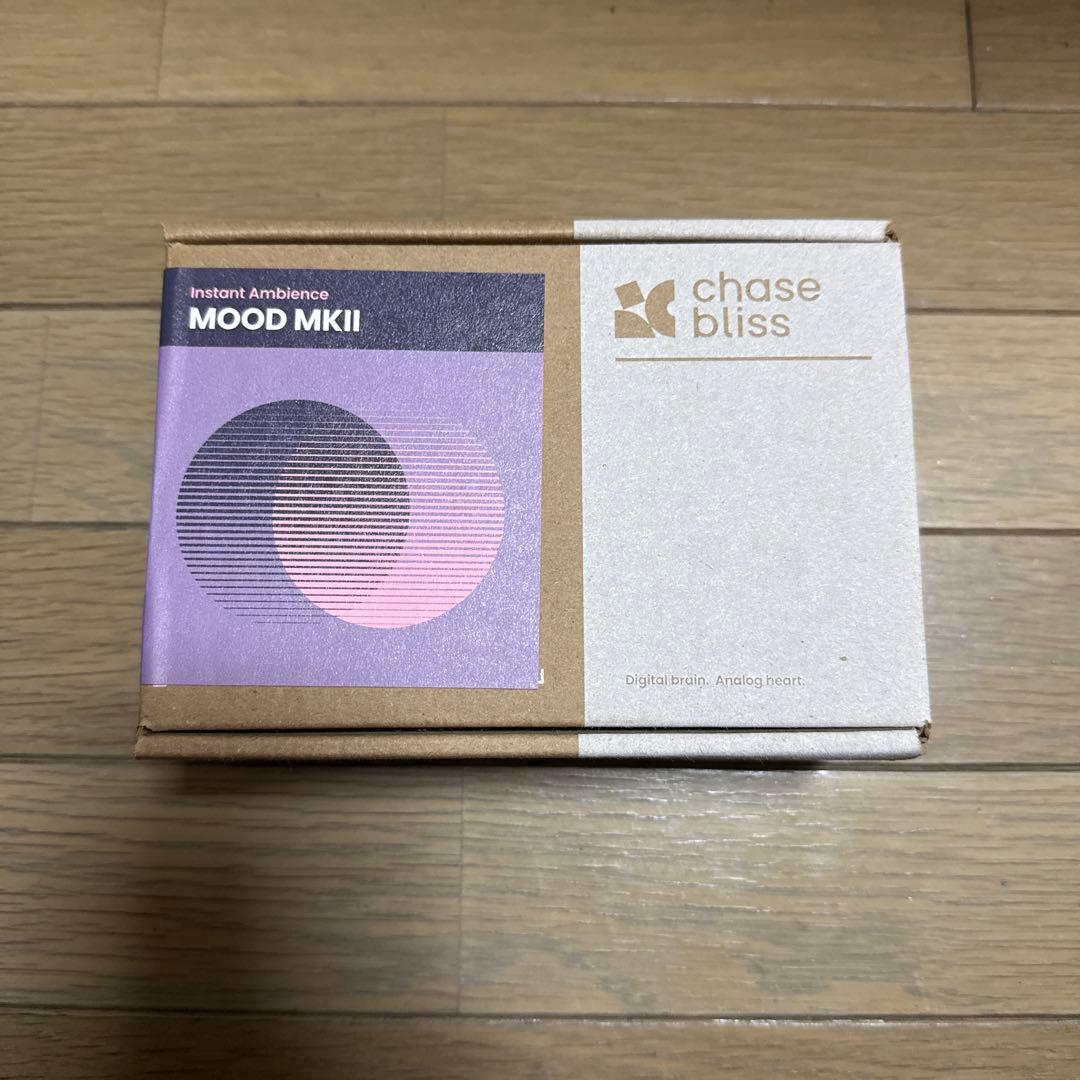 Instant Ambience
MOOD MKII
chase
bliss
Digital brain. Analog heart.